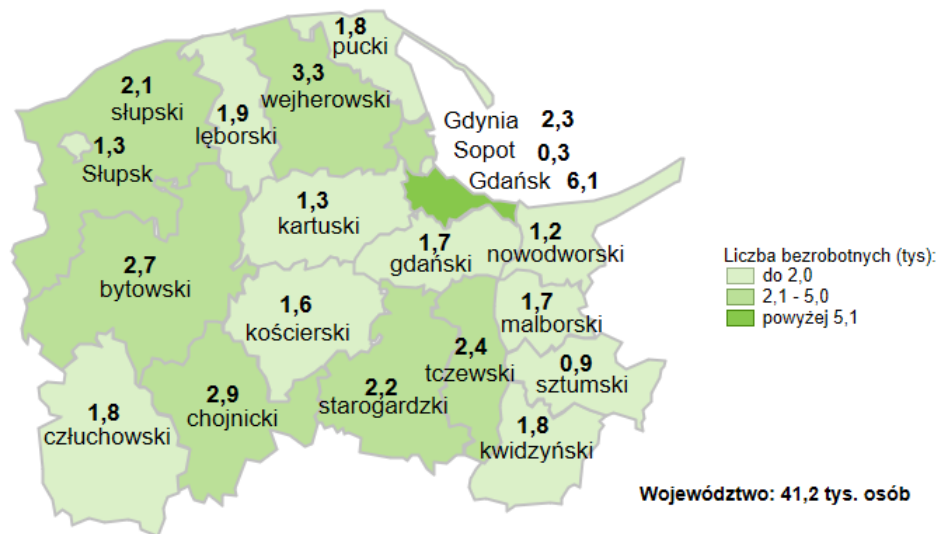 1,8
pucki
3,3
wejherowski
2,1
słupski
1,9
lęborski
Gdynia 2,3
Sopot 0,3
Gdańsk 6,1
1,3
Słupsk
1,3
kartuski
1,7
gdański
1,2
nowodworski
2,7
bytowski
1,6
kościerski
1,7
malborski
2,4
tczewski
0,9
sztumski
2,9
chojnicki
2,2
starogardzki
1,8
człuchowski
1,8
kwidzyński
Liczba bezrobotnych (tys):
do 2,0
2,1 - 5,0
powyżej 5,1
Województwo: 41,2 tys. osób